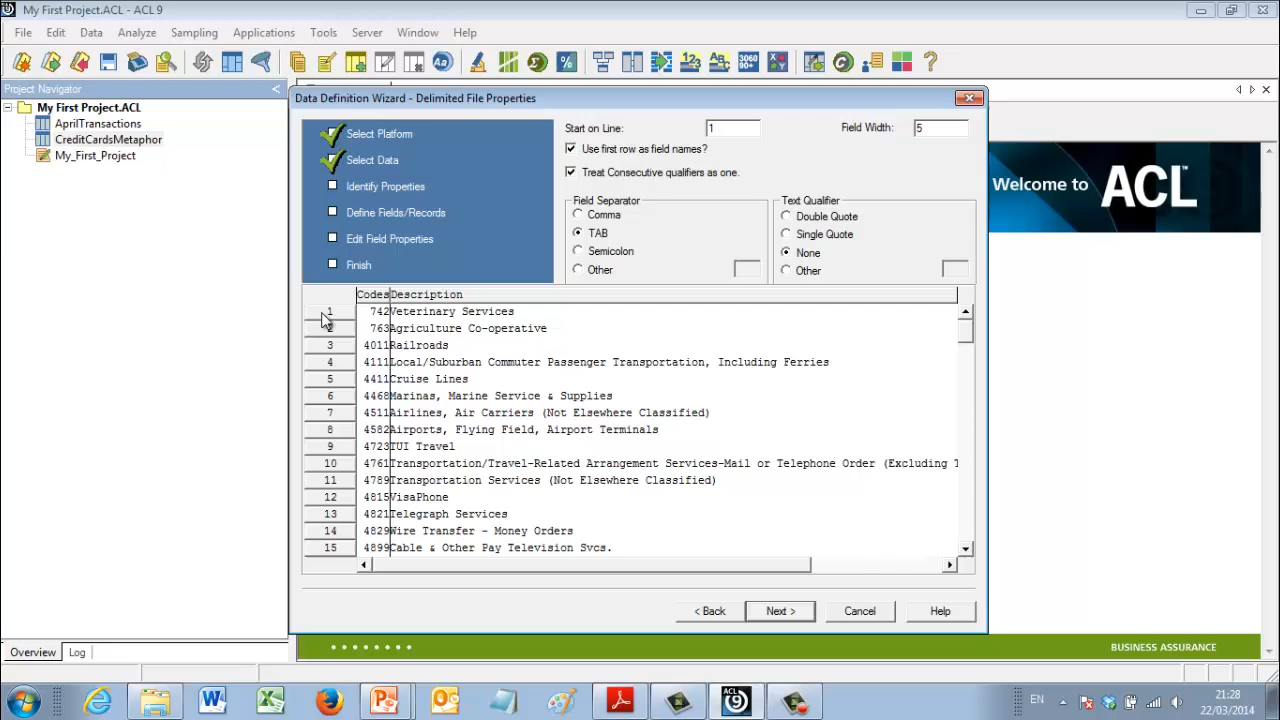 My First Project.ACL - ACL 9
File Edit Data Analyze Sampling Applications Tools Server Window Help
Project Navigator
My First Project.ACL
AprilTransactions
CreditCardsMetaphor
My_First_Project
Overview Log
Data Definition Wizard - Delimited File Properties
Select Platform
Select Data
Identify Properties
Define Fields/Records
Edit Field Properties
Finish
Start on Line: 1 Field Width: 5
Use first row as field names?
Treat Consecutive qualifiers as one.
Field Separator
Comma
TAB
Semicolon
Other
Text Qualifier
Double Quote
Single Quote
None
Other
Codes Description
1 742 Veterinary Services
2 763 Agriculture Co-operative
3 4011 Railroads
4 4111 Local/Suburban Commuter Passenger Transportation, Including Ferries
5 4411 Cruise Lines
6 4468 Marinas, Marine Service & Supplies
7 4511 Airlines, Air Carriers (Not Elsewhere Classified)
8 4582 Airports, Flying Field, Airport Terminals
9 4723 TUI Travel
10 4761 Transportation/Travel-Related Arrangement Services-Mail or Telephone Order (Excluding T
11 4789 Transportation Services (Not Elsewhere Classified)
12 4815 VisaPhone
13 4821 Telegraph Services
14 4829 Wire Transfer - Money Orders
15 4899 Cable & Other Pay Television Svcs.
< Back Next > Cancel Help
Welcome to ACL
BUSINESS ASSURANCE
EN
21:28
22/03/2014